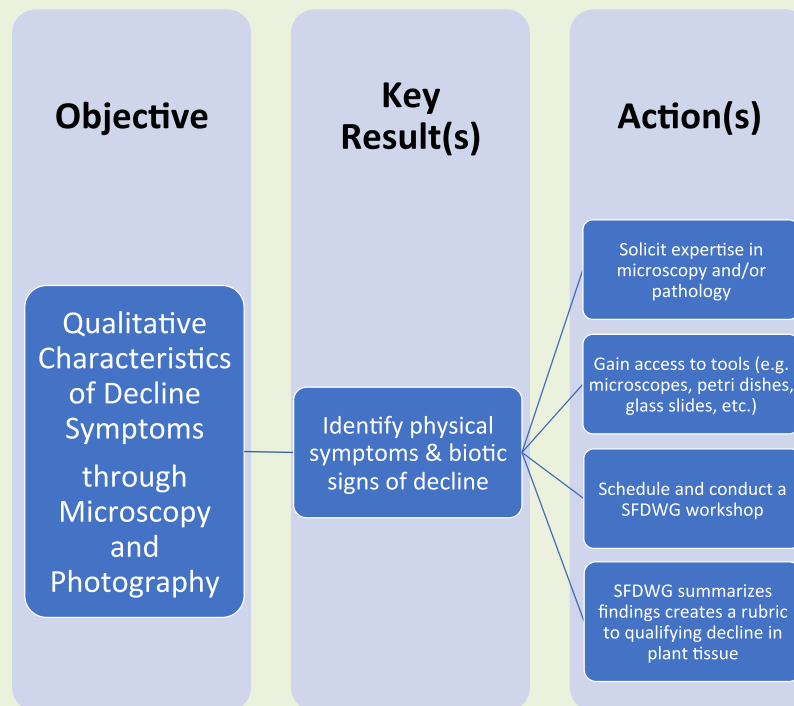 Objective
Key
Result(s)
Action(s)
Qualitative
Characteristics
of Decline
Symptoms
through
Microscopy
and
Photography
Identify physical
symptoms & biotic
signs of decline
Solicit expertise in
microscopy and/or
pathology
Gain access to tools (e.g.
microscopes, petri dishes,
glass slides, etc.)
Schedule and conduct a
SFDWG workshop
SFDWG summarizes
findings creates a rubric
to qualifying decline in
plant tissue